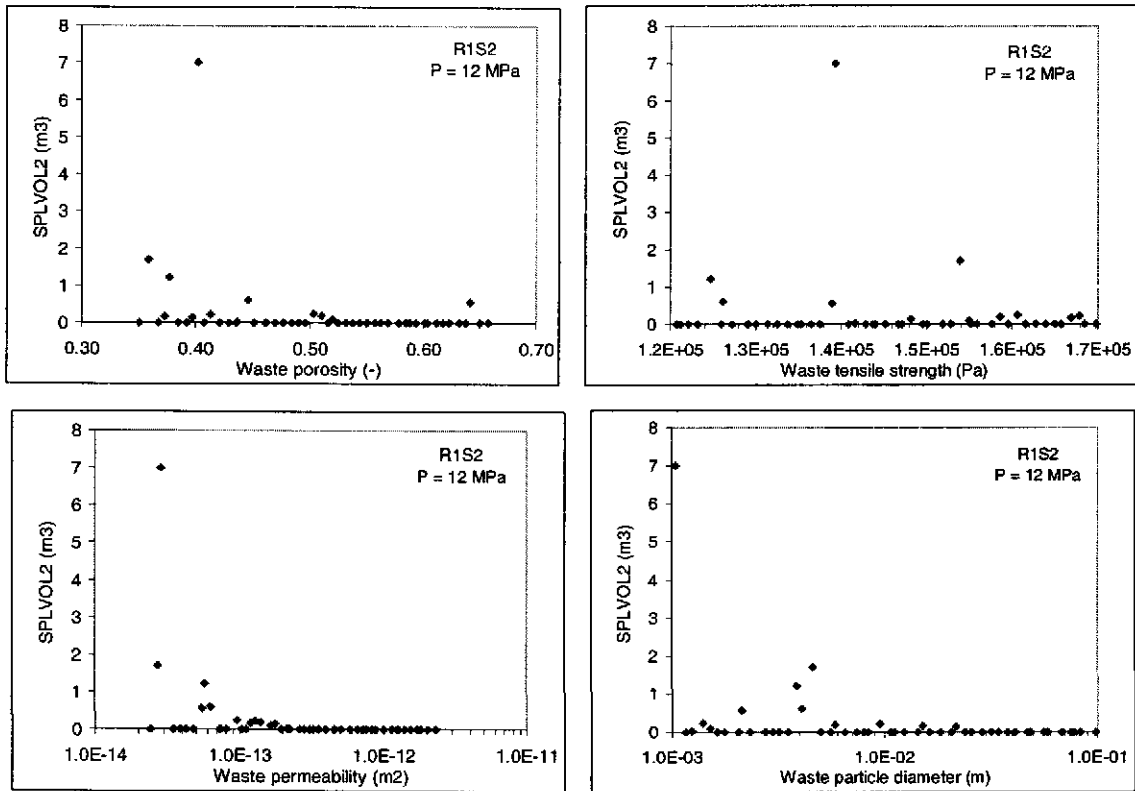 8
7
6
5
4
3
2
1
0
SPLVOL2 (m3)
R1S2
P = 12 MPa
0.30
0.40
0.50
0.60
0.70
Waste porosity (-)
8
7
6
5
4
3
2
1
0
SPLVOL2 (m3)
R1S2
P = 12 MPa
1.2E+05
1.3E+05
1.4E+05
1.5E+05
1.6E+05
1.7E+05
Waste tensile strength (Pa)
8
7
6
5
4
3
2
1
0
SPLVOL2 (m3)
R1S2
P = 12 MPa
1.0E-14
1.0E-13
1.0E-12
1.0E-11
Waste permeability (m2)
8
7
6
5
4
3
2
1
0
SPLVOL2 (m3)
R1S2
P = 12 MPa
1.0E-03
1.0E-02
1.0E-01
Waste particle diameter (m)